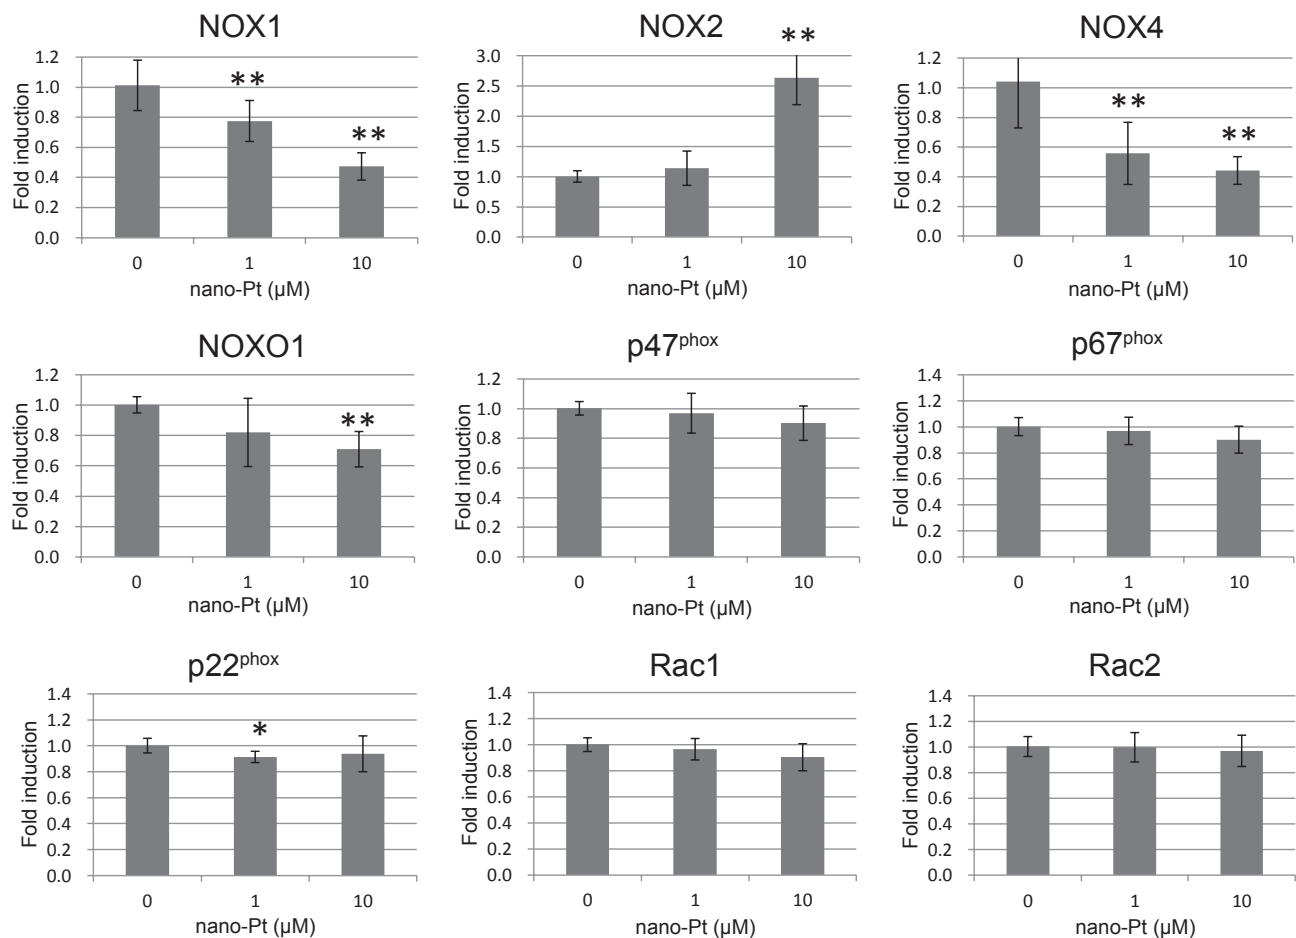 NOX1
NOX2
NOX4
**
**
**
**
**
Fold induction
1.2
1.0
0.8
0.6
0.4
0.2
0.0
0 1 10
nano-Pt (µM)
Fold induction
3.0
2.5
2.0
1.5
1.0
0.5
0.0
0 1 10
nano-Pt (µM)
Fold induction
1.2
1.0
0.8
0.6
0.4
0.2
0.0
0 1 10
nano-Pt (µM)
NOXO1
p47phox
p67phox
**
Fold induction
1.2
1.0
0.8
0.6
0.4
0.2
0.0
0 1 10
nano-Pt (µM)
Fold induction
1.2
1.0
0.8
0.6
0.4
0.2
0.0
0 1 10
nano-Pt (µM)
Fold induction
1.4
1.2
1.0
0.8
0.6
0.4
0.2
0.0
0 1 10
nano-Pt (µM)
p22phox
Rac1
Rac2
*
Fold induction
1.4
1.2
1.0
0.8
0.6
0.4
0.2
0.0
0 1 10
nano-Pt (µM)
Fold induction
1.4
1.2
1.0
0.8
0.6
0.4
0.2
0.0
0 1 10
nano-Pt (µM)
Fold induction
1.4
1.2
1.0
0.8
0.6
0.4
0.2
0.0
0 1 10
nano-Pt (µM)